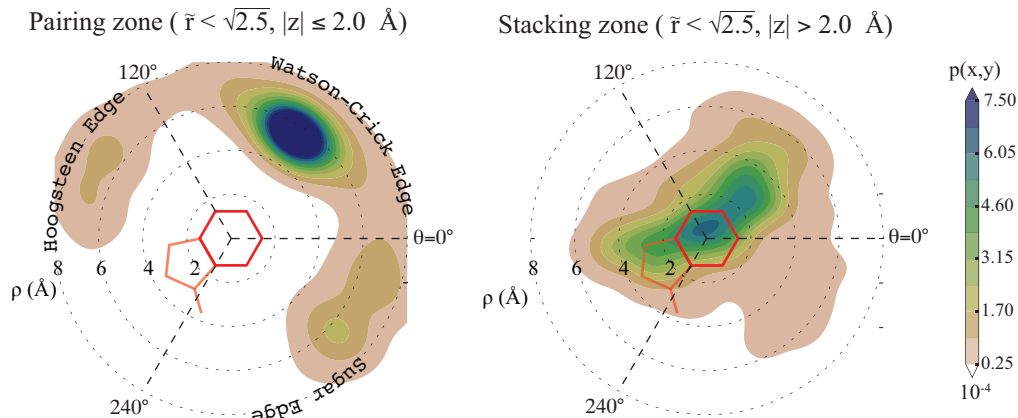 Pairing zone ( r̃ < √2.5, |z| ≤ 2.0 Å)
Stacking zone ( r̃ < √2.5, |z| > 2.0 Å)
120°
Watson-Crick Edge
Hoogsteen Edge
Sugar Edge
θ=0°
8 6 4 2
ρ (Å)
240°
120°
θ=0°
8 6 4 2
ρ (Å)
240°
p(x,y)
7.50
6.05
4.60
3.15
1.70
0.25
10⁻⁴